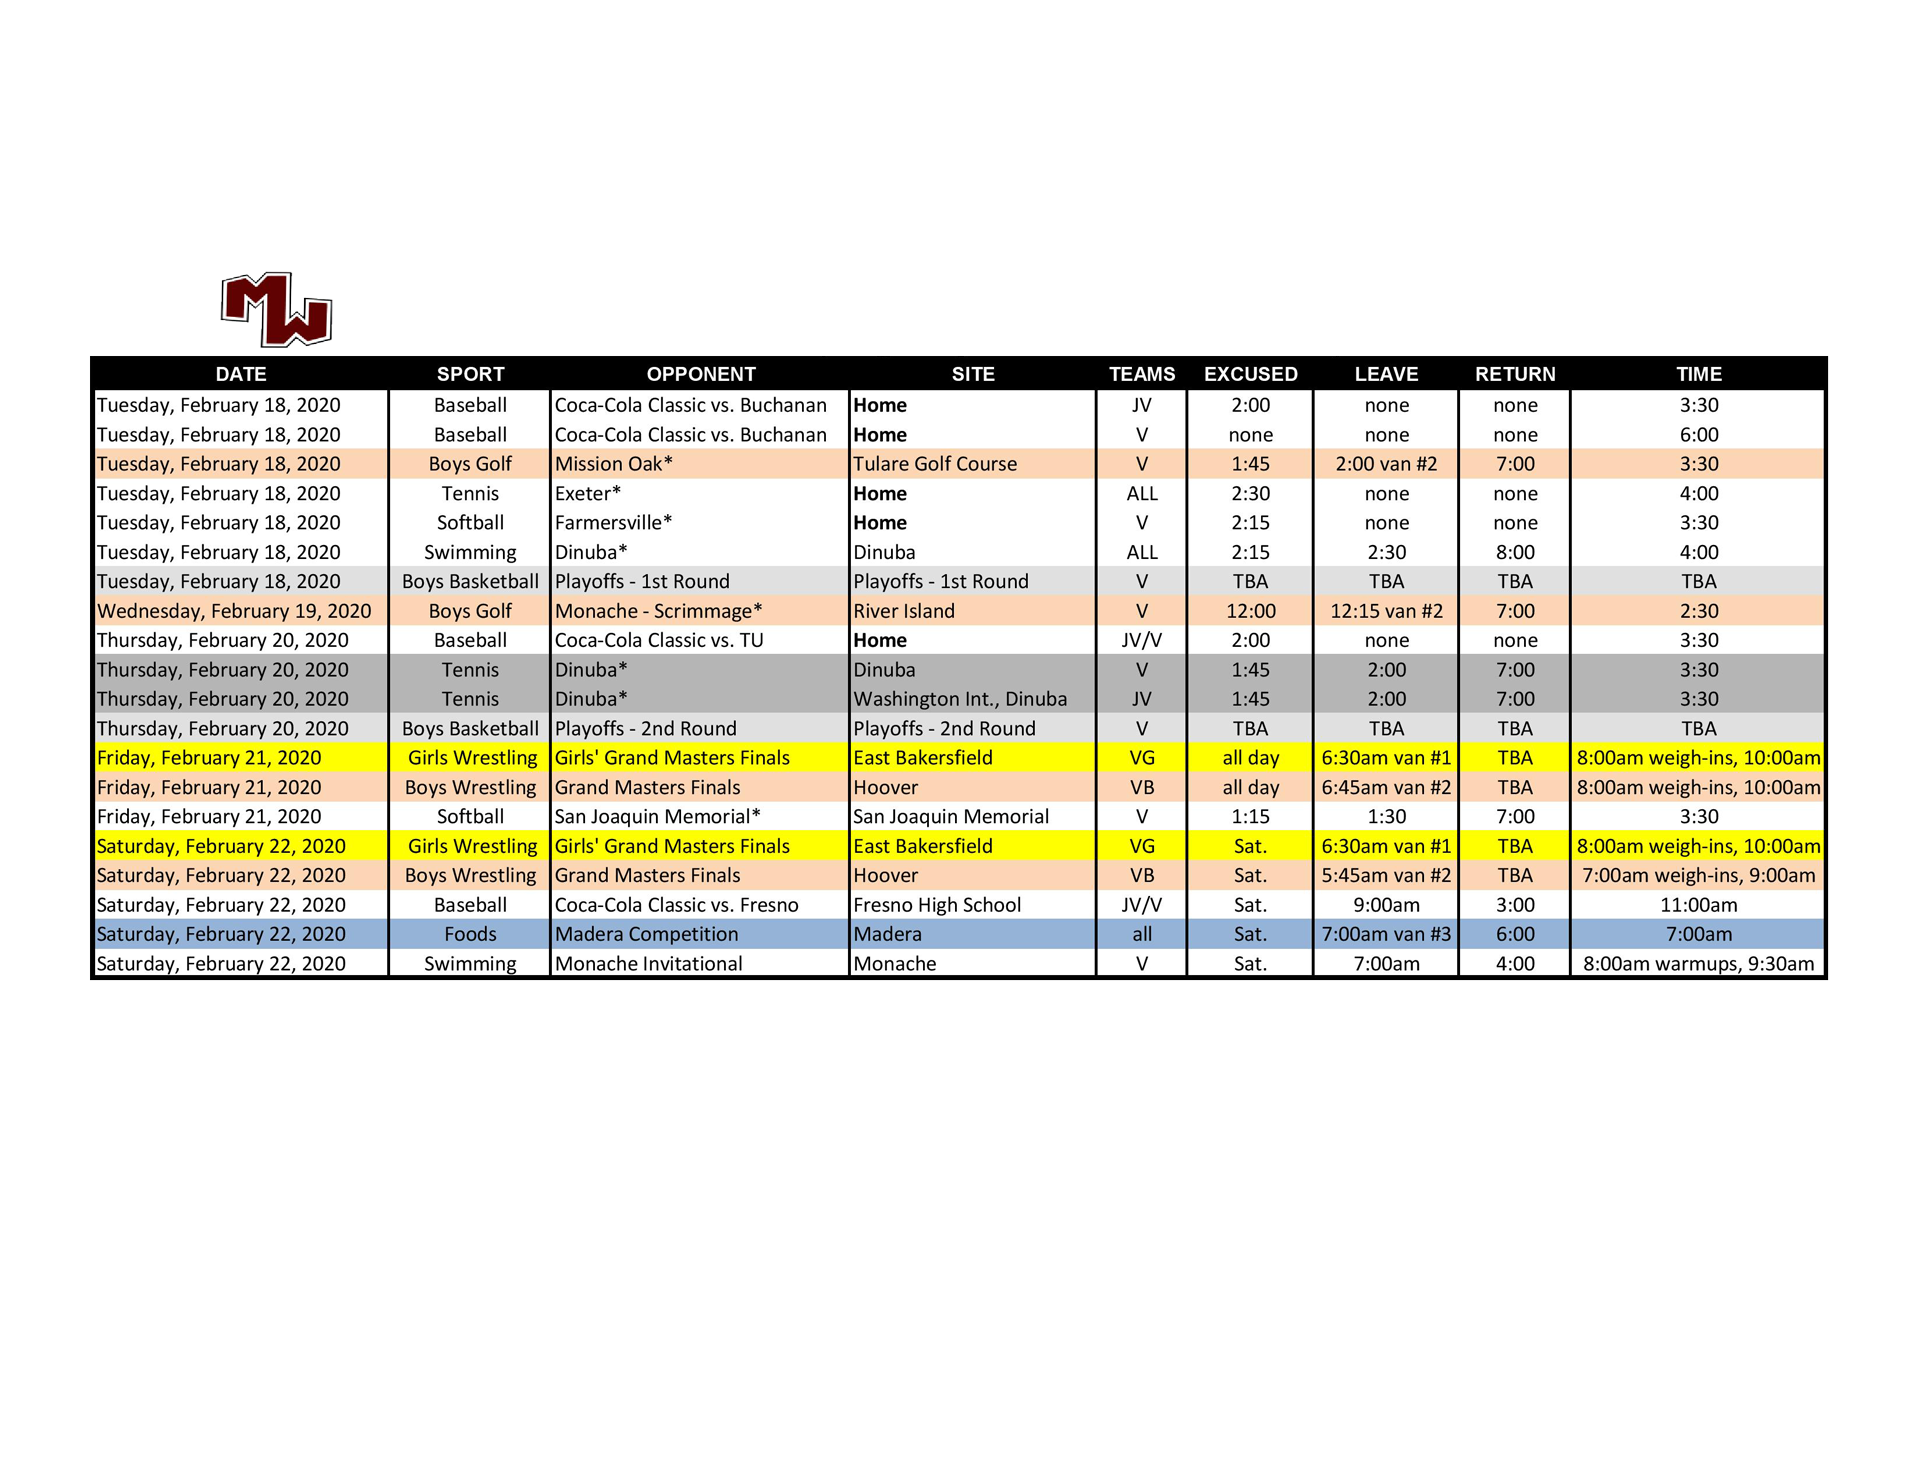 MW
DATE SPORT OPPONENT SITE TEAMS EXCUSED LEAVE RETURN TIME
Tuesday, February 18, 2020 Baseball Coca-Cola Classic vs. Buchanan Home JV 2:00 none none 3:30
Tuesday, February 18, 2020 Baseball Coca-Cola Classic vs. Buchanan Home V none none none 6:00
Tuesday, February 18, 2020 Boys Golf Mission Oak* Tulare Golf Course V 1:45 2:00 van #2 7:00 3:30
Tuesday, February 18, 2020 Tennis Exeter* Home ALL 2:30 none none 4:00
Tuesday, February 18, 2020 Softball Farmersville* Home V 2:15 none none 3:30
Tuesday, February 18, 2020 Swimming Dinuba* Dinuba ALL 2:15 2:30 8:00 4:00
Tuesday, February 18, 2020 Boys Basketball Playoffs - 1st Round Playoffs - 1st Round V TBA TBA TBA TBA
Wednesday, February 19, 2020 Boys Golf Monache - Scrimmage* River Island V 12:00 12:15 van #2 7:00 2:30
Thursday, February 20, 2020 Baseball Coca-Cola Classic vs. TU Home JV/V 2:00 none none 3:30
Thursday, February 20, 2020 Tennis Dinuba* Dinuba V 1:45 2:00 7:00 3:30
Thursday, February 20, 2020 Tennis Dinuba* Washington Int., Dinuba JV 1:45 2:00 7:00 3:30
Thursday, February 20, 2020 Boys Basketball Playoffs - 2nd Round Playoffs - 2nd Round V TBA TBA TBA TBA
Friday, February 21, 2020 Girls Wrestling Girls' Grand Masters Finals East Bakersfield VG all day 6:30am van #1 TBA 8:00am weigh-ins, 10:00am
Friday, February 21, 2020 Boys Wrestling Grand Masters Finals Hoover VB all day 6:45am van #2 TBA 8:00am weigh-ins, 10:00am
Friday, February 21, 2020 Softball San Joaquin Memorial* San Joaquin Memorial V 1:15 1:30 7:00 3:30
Saturday, February 22, 2020 Girls Wrestling Girls' Grand Masters Finals East Bakersfield VG Sat. 6:30am van #1 TBA 8:00am weigh-ins, 10:00am
Saturday, February 22, 2020 Boys Wrestling Grand Masters Finals Hoover VB Sat. 5:45am van #2 TBA 7:00am weigh-ins, 9:00am
Saturday, February 22, 2020 Baseball Coca-Cola Classic vs. Fresno Fresno High School JV/V Sat. 9:00am 3:00 11:00am
Saturday, February 22, 2020 Foods Madera Competition Madera all Sat. 7:00am van #3 6:00 7:00am
Saturday, February 22, 2020 Swimming Monache Invitational Monache V Sat. 7:00am 4:00 8:00am warmups, 9:30am